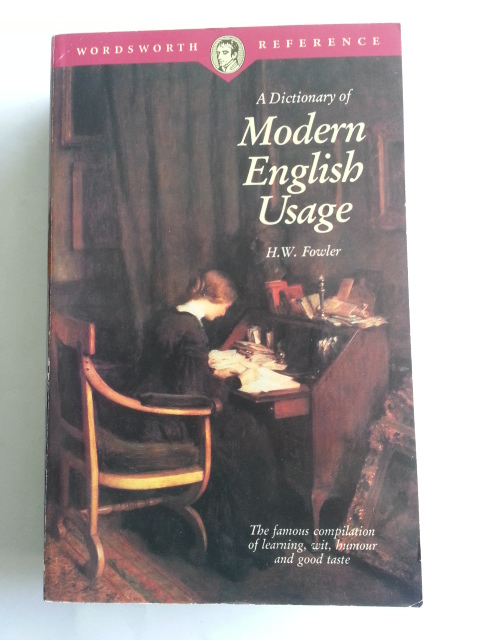 WORDSWORTH REFERENCE
A Dictionary of
Modern
English
Usage
H.W. Fowler
The famous compilation
of learning, wit, humour
and good taste